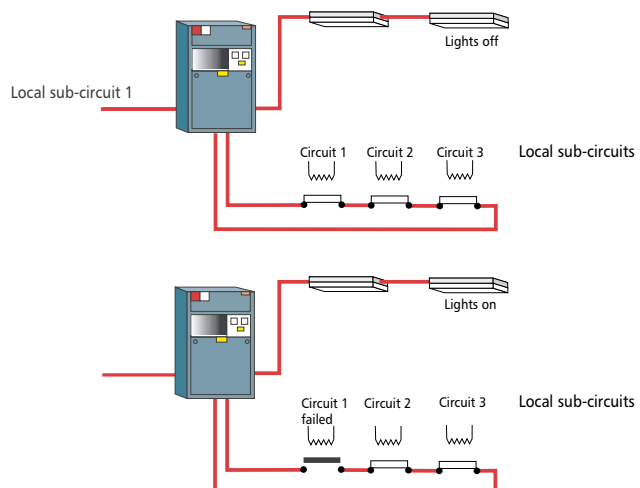 Lights off
Local sub-circuit 1
Circuit 1 Circuit 2 Circuit 3 Local sub-circuits
Lights on
Circuit 1 Circuit 2 Circuit 3 Local sub-circuits
failed